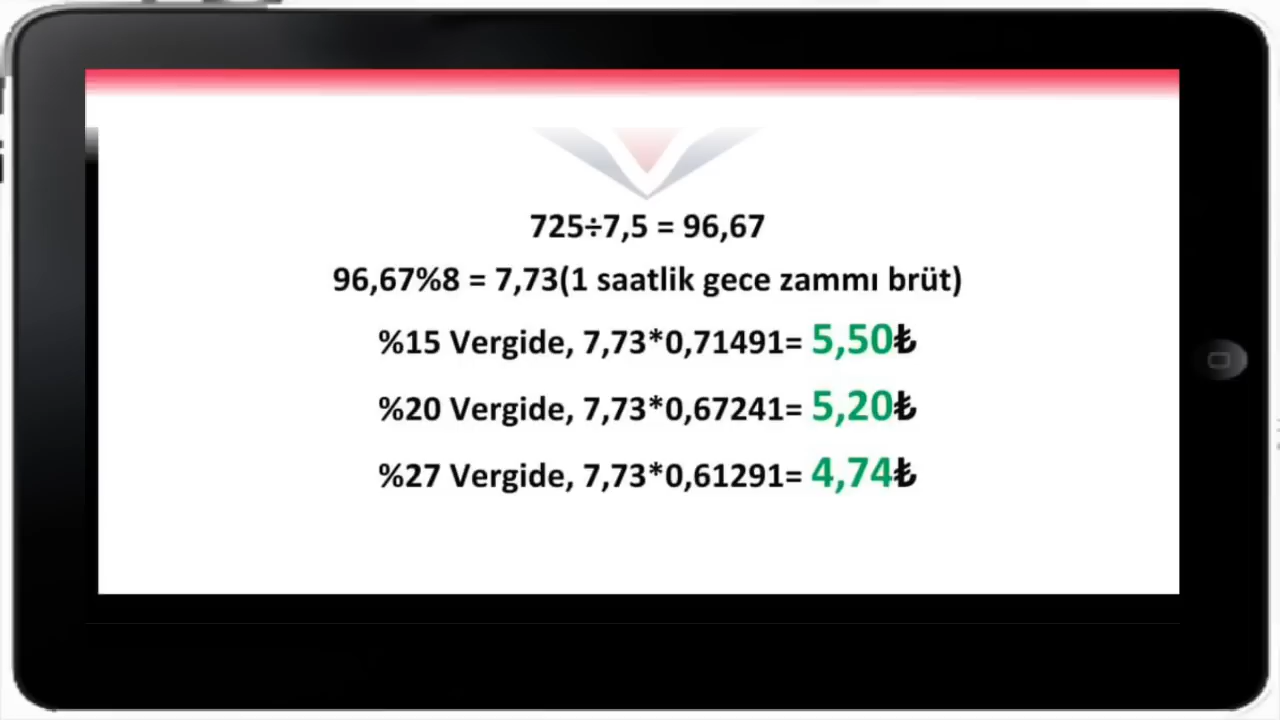 725÷7,5 = 96,67
96,67%8 = 7,73(1 saatlik gece zammı brüt)
%15 Vergide, 7,73*0,71491= 5,50₺
%20 Vergide, 7,73*0,67241= 5,20₺
%27 Vergide, 7,73*0,61291= 4,74₺